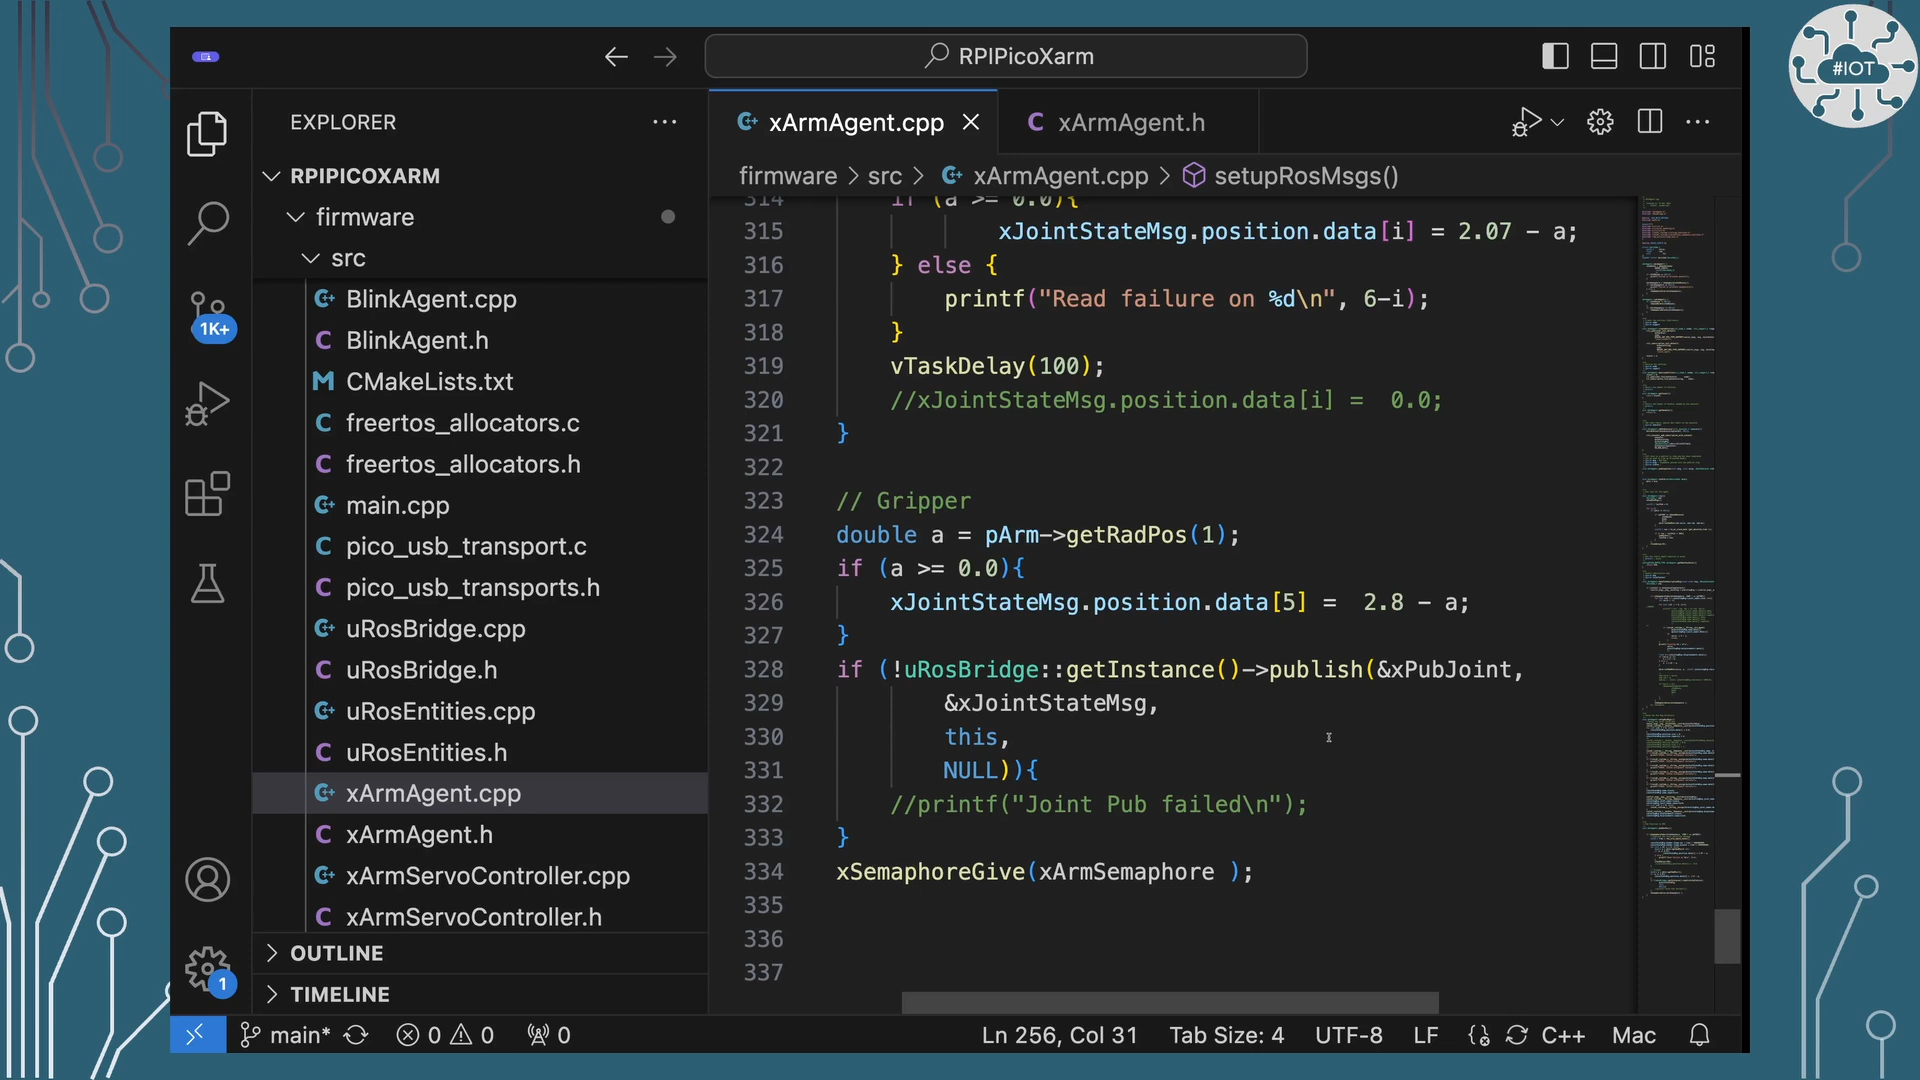 RPIPicoXarm
#IOT
EXPLORER
RPIPICOXARM
firmware
src
BlinkAgent.cpp
BlinkAgent.h
CMakeLists.txt
freertos_allocators.c
freertos_allocators.h
main.cpp
pico_usb_transport.c
pico_usb_transports.h
uRosBridge.cpp
uRosBridge.h
uRosEntities.cpp
uRosEntities.h
xArmAgent.cpp
xArmAgent.h
xArmServoController.cpp
xArmServoController.h
OUTLINE
TIMELINE
1K+
1
xArmAgent.cpp
xArmAgent.h
firmware > src > xArmAgent.cpp > setupRosMsgs()
314 if (a >= 0.0){
315 xJointStateMsg.position.data[i] = 2.07 - a;
316 } else {
317 printf("Read failure on %d\n", 6-i);
318 }
319 vTaskDelay(100);
320 //xJointStateMsg.position.data[i] =  0.0;
321 }
322
323 // Gripper
324 double a = pArm->getRadPos(1);
325 if (a >= 0.0){
326 xJointStateMsg.position.data[5] =  2.8 - a;
327 }
328 if (!uRosBridge::getInstance()->publish(&xPubJoint,
329 &xJointStateMsg,
330 this,
331 NULL)){
332 //printf("Joint Pub failed\n");
333 }
334 xSemaphoreGive(xArmSemaphore );
335
336
337
main* 0 0 0 Ln 256, Col 31 Tab Size: 4 UTF-8 LF C++ Mac